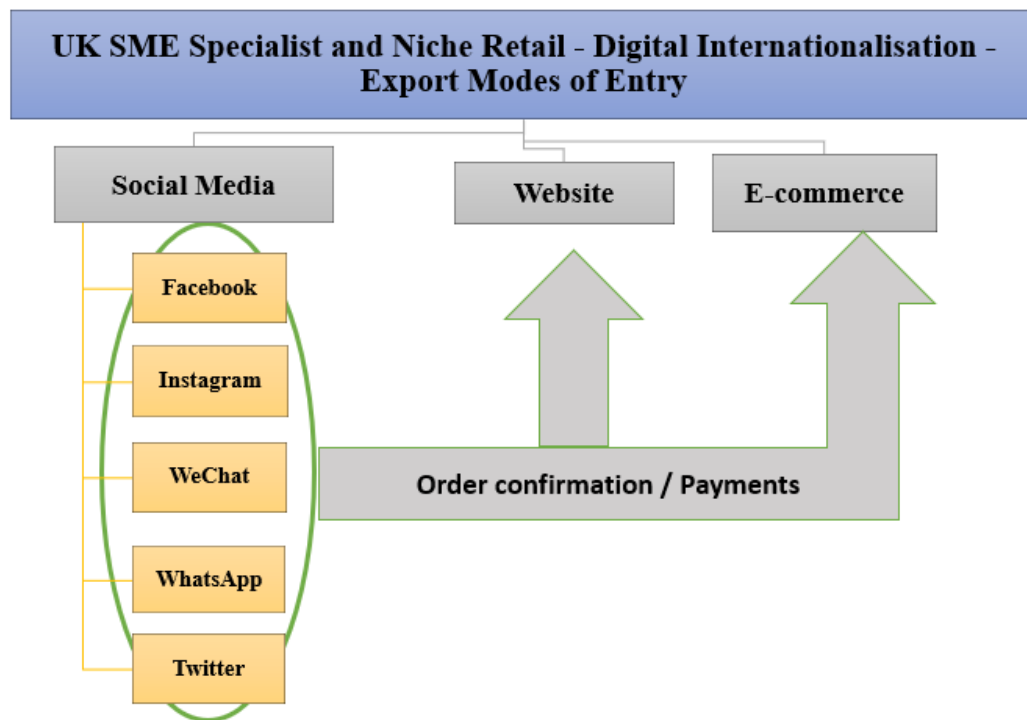 UK SME Specialist and Niche Retail - Digital Internationalisation -
Export Modes of Entry
Social Media
Website
E-commerce
Facebook
Instagram
WeChat
WhatsApp
Twitter
Order confirmation / Payments